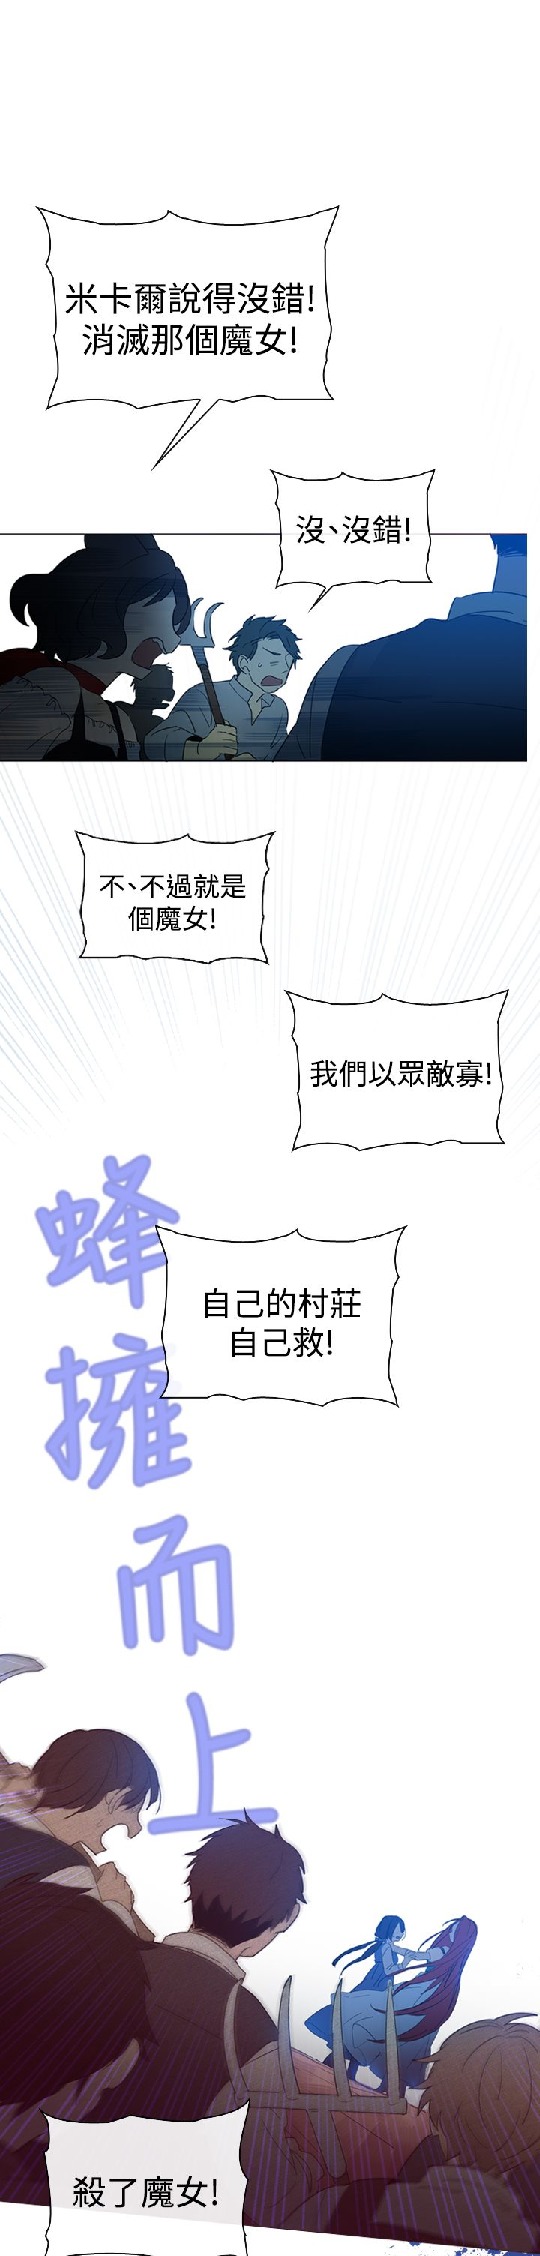 米卡爾說得沒錯!
消滅那個魔女!
沒、沒錯!
不、不過就是
個魔女!
我們以眾敵寡!
自己的村莊
自己救!
蜂擁而上
殺了魔女!